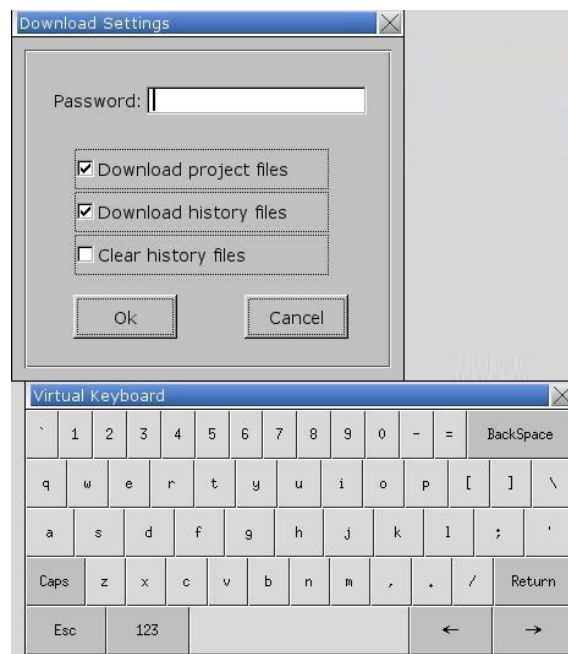 Download Settings
Password:
Download project files
Download history files
Clear history files
Ok Cancel
Virtual Keyboard
` 1 2 3 4 5 6 7 8 9 0 - = BackSpace
q w e r t y u i o p [ ] \
a s d f g h j k l ; '
Caps z x c v b n m , . / Return
Esc 123 ← →